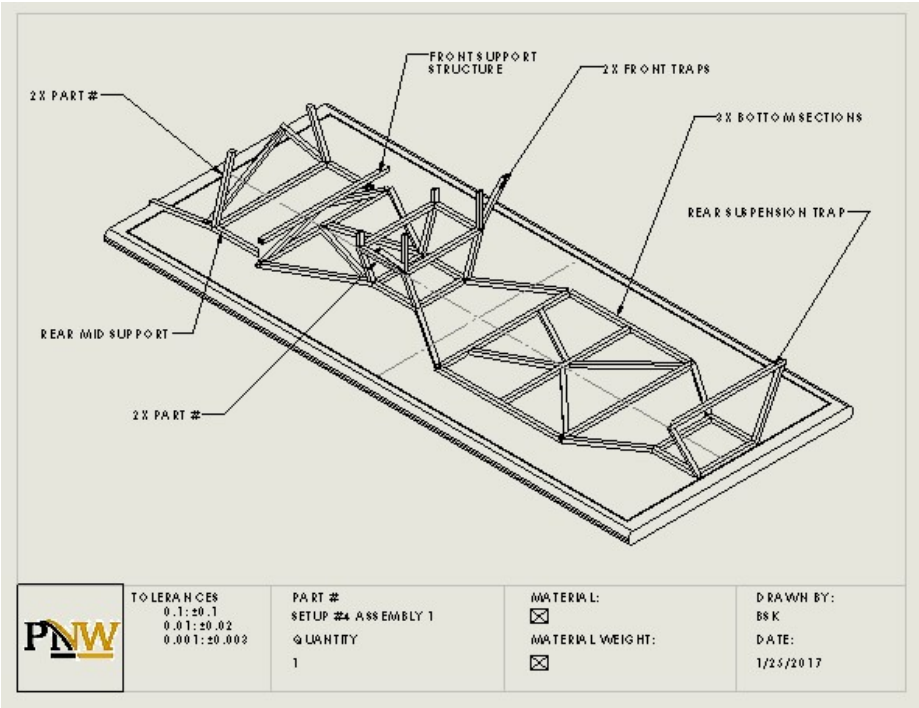 FRONT SUPPORT
STRUCTURE
2X FRONT TRAPS
2X PART #
3X BOTTOM SECTIONS
REAR SUSPENSION TRAP
REAR MID SUPPORT
2X PART #
PNW
TOLERANCES
0.1: ±0.1
0.01: ±0.02
0.001: ±0.003
PART #
SETUP #4 ASSEMBLY 1
QUANTITY
1
MATERIAL:
MATERIAL WEIGHT:
DRAWN BY:
BSK
DATE:
1/25/2017